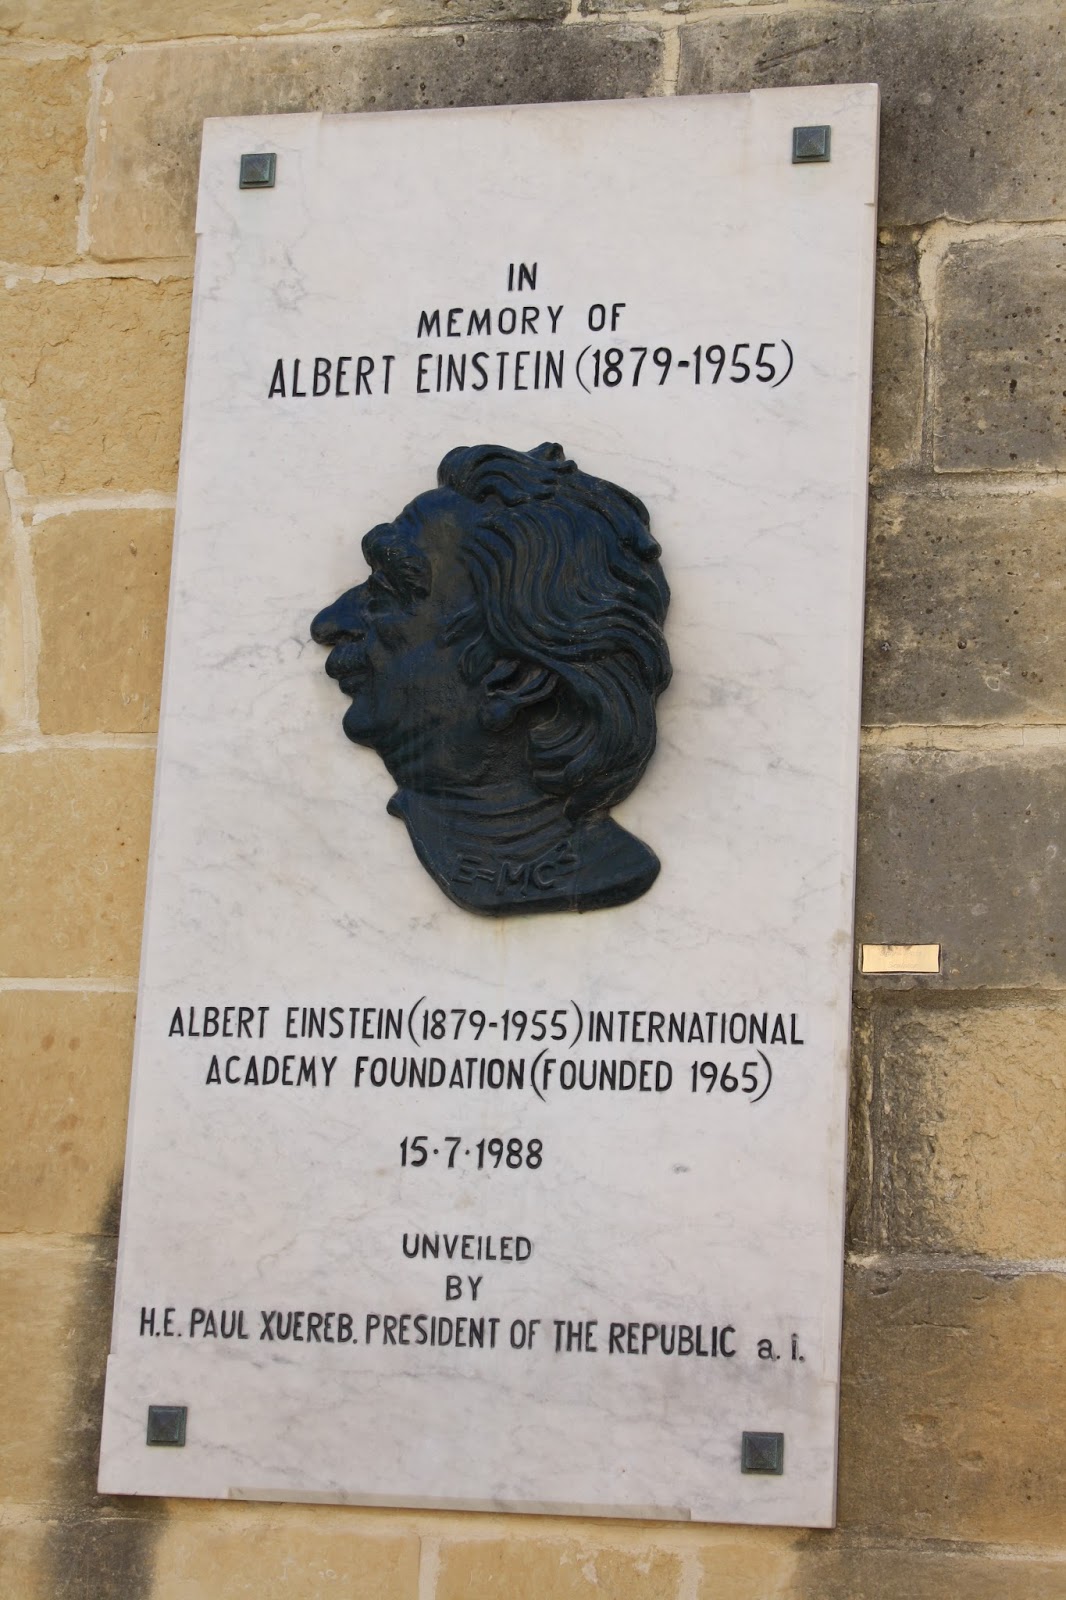 IN
MEMORY OF
ALBERT EINSTEIN (1879-1955)
E=MC²
ALBERT EINSTEIN (1879-1955) INTERNATIONAL
ACADEMY FOUNDATION (FOUNDED 1965)
15·7·1988
UNVEILED
BY
H.E. PAUL XUEREB. PRESIDENT OF THE REPUBLIC a. i.